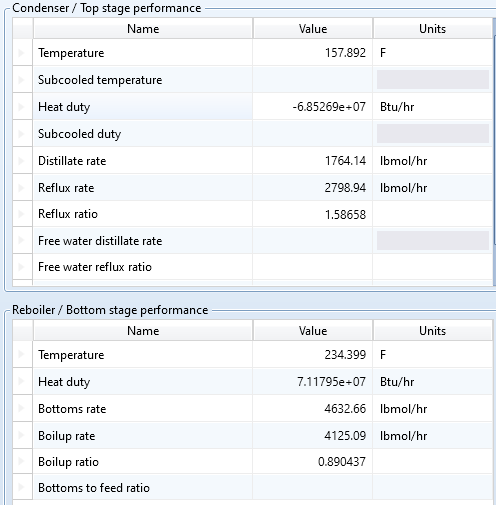 Condenser / Top stage performance
Name Value Units
Temperature 157.892 F
Subcooled temperature
Heat duty -6.85269e+07 Btu/hr
Subcooled duty
Distillate rate 1764.14 lbmol/hr
Reflux rate 2798.94 lbmol/hr
Reflux ratio 1.58658
Free water distillate rate
Free water reflux ratio
Reboiler / Bottom stage performance
Name Value Units
Temperature 234.399 F
Heat duty 7.11795e+07 Btu/hr
Bottoms rate 4632.66 lbmol/hr
Boilup rate 4125.09 lbmol/hr
Boilup ratio 0.890437
Bottoms to feed ratio